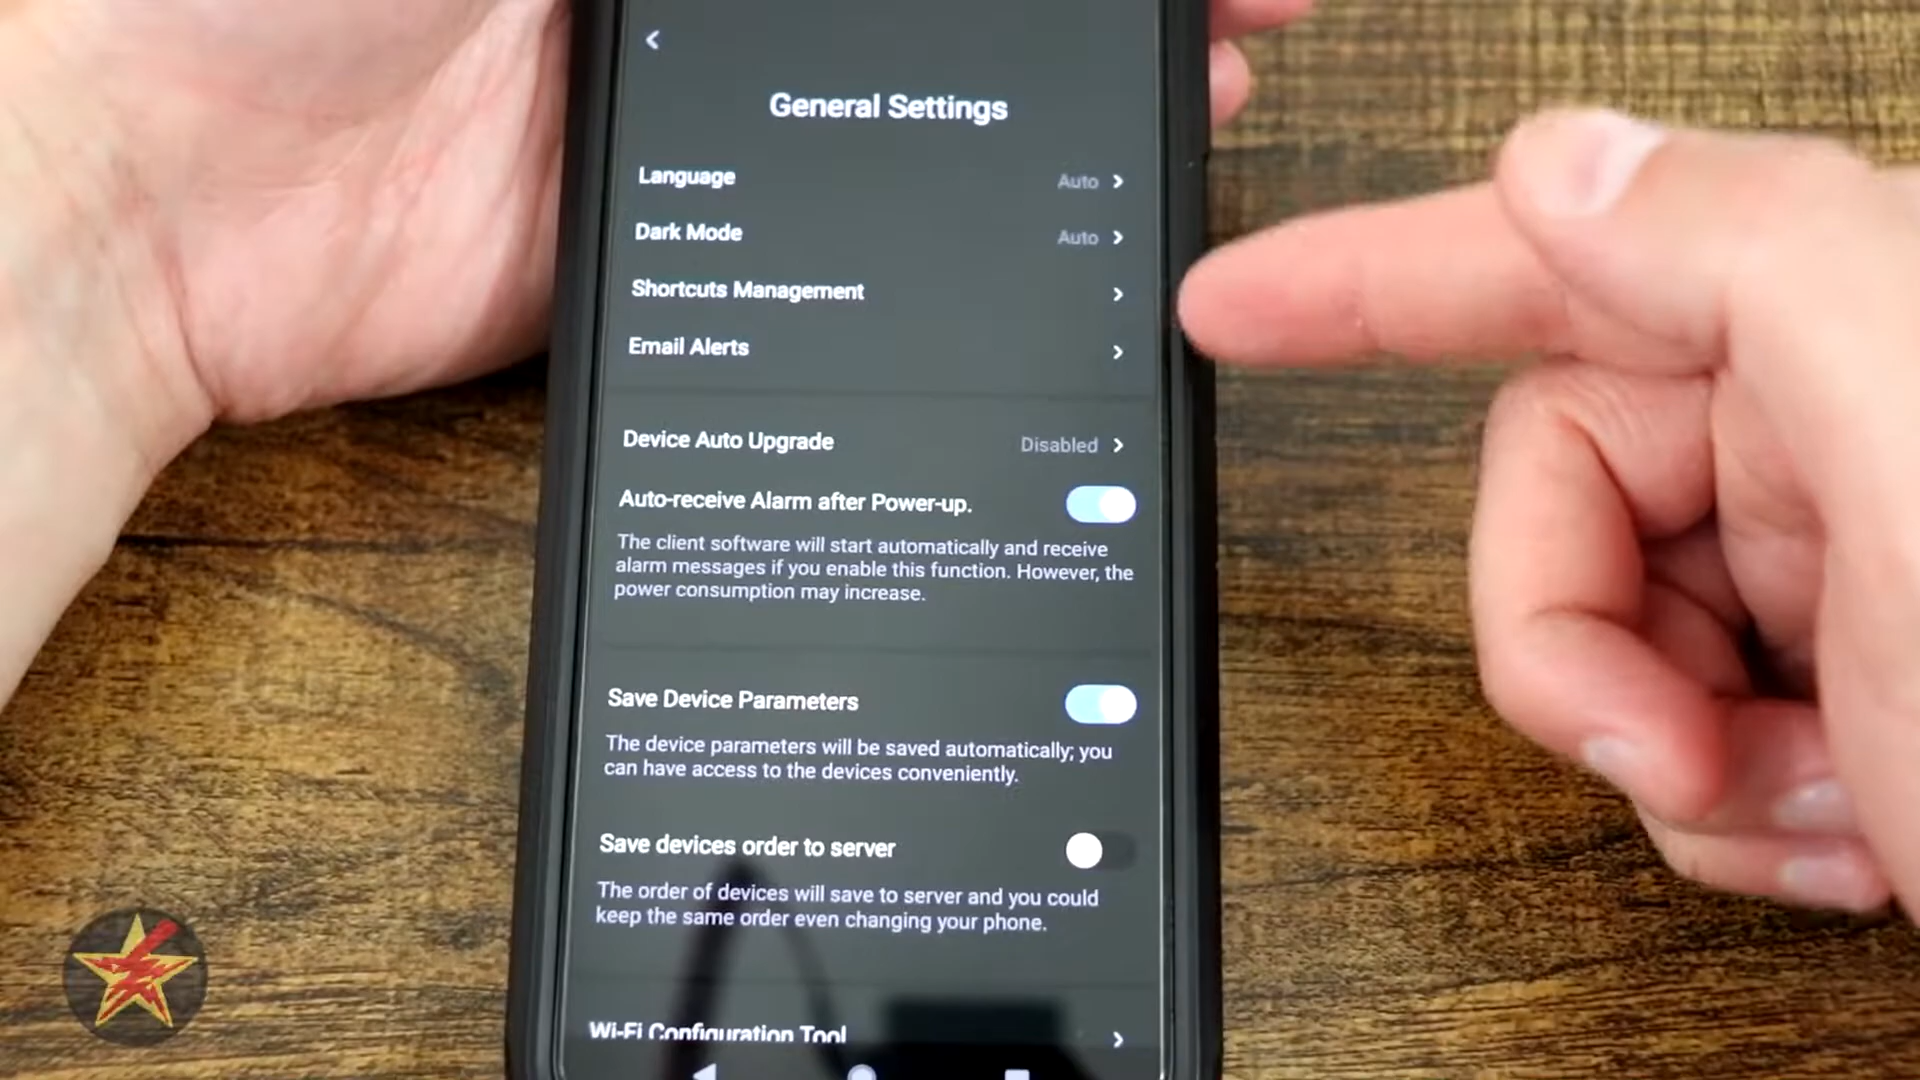 General Settings
Language Auto
Dark Mode Auto
Shortcuts Management
Email Alerts
Device Auto Upgrade Disabled
Auto-receive Alarm after Power-up.
The client software will start automatically and receive
alarm messages if you enable this function. However, the
power consumption may increase.
Save Device Parameters
The device parameters will be saved automatically; you
can have access to the devices conveniently.
Save devices order to server
The order of devices will save to server and you could
keep the same order even changing your phone.
Wi-Fi Configuration Tool